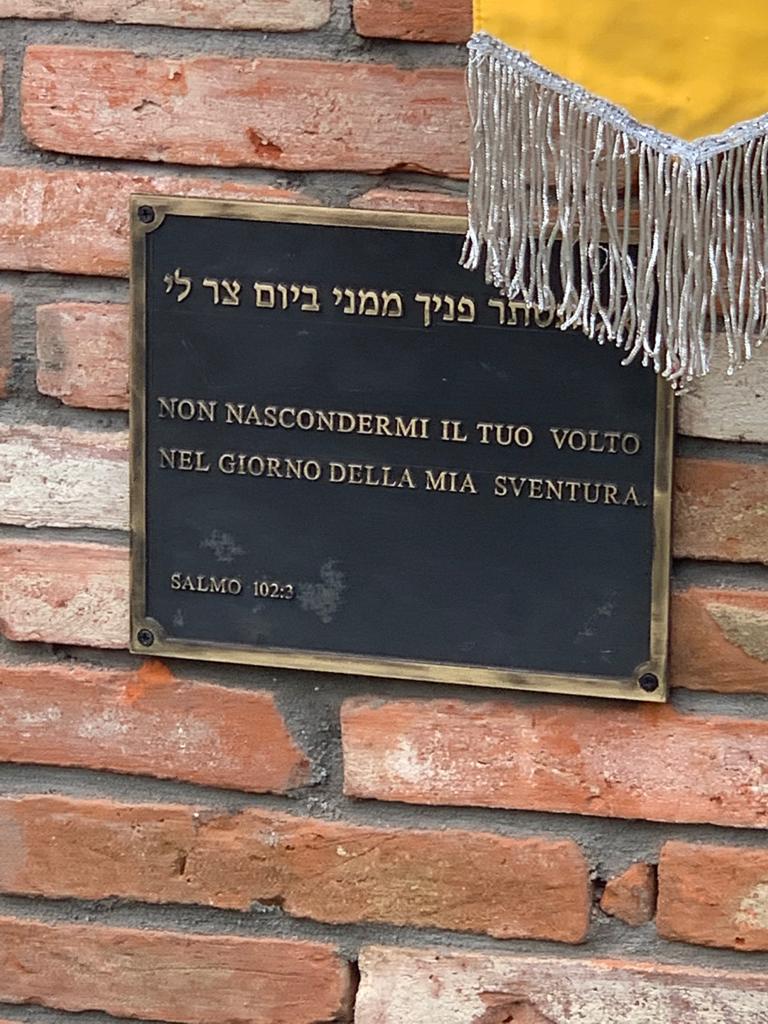 פניך ממני ביום צר לי
NON NASCONDERMI IL TUO VOLTO
NEL GIORNO DELLA MIA SVENTURA.
SALMO 102:3